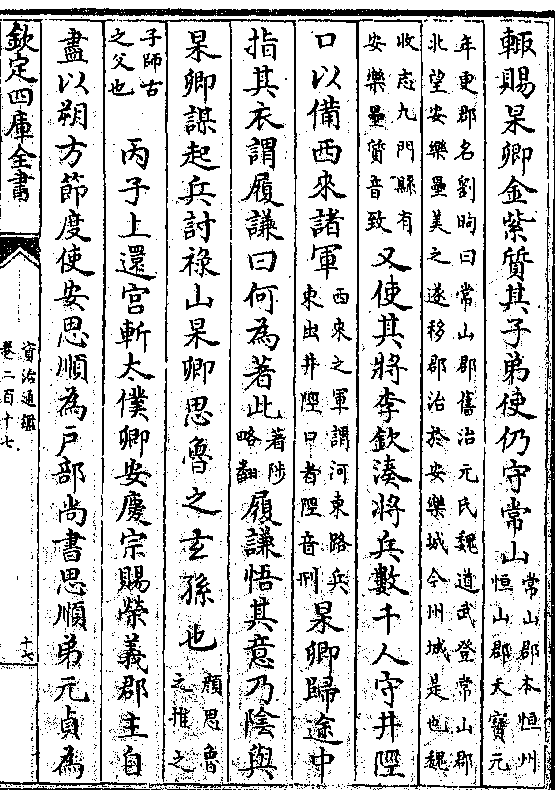 輙賜杲卿金紫質其子弟使仍守常山常山郡本恒州恒山郡天寶元
年更郡名劉昫曰常山郡舊治元氏魏道武登常山郡北望安樂壘美之遂移郡治於安樂城今州城是也魏
收志九門縣有安樂壘質音致又使其將李欽湊將兵數千人守井陘
口以備西來諸軍西來之軍謂河東路兵東出井陘口者陘音刑杲卿歸途中
指其衣謂履謙曰何為著此著陟略翻履謙悟其意乃陰與
杲卿謀起兵討祿山杲卿思魯之玄孫也顔思魯之推之
子師古之父也丙子上還宮斬太僕卿安慶宗賜榮義郡主自
盡以朔方節度使安思順為戶部尚書思順弟元貞為
欽定四庫全書
資治通鑑
卷二百十七
十七